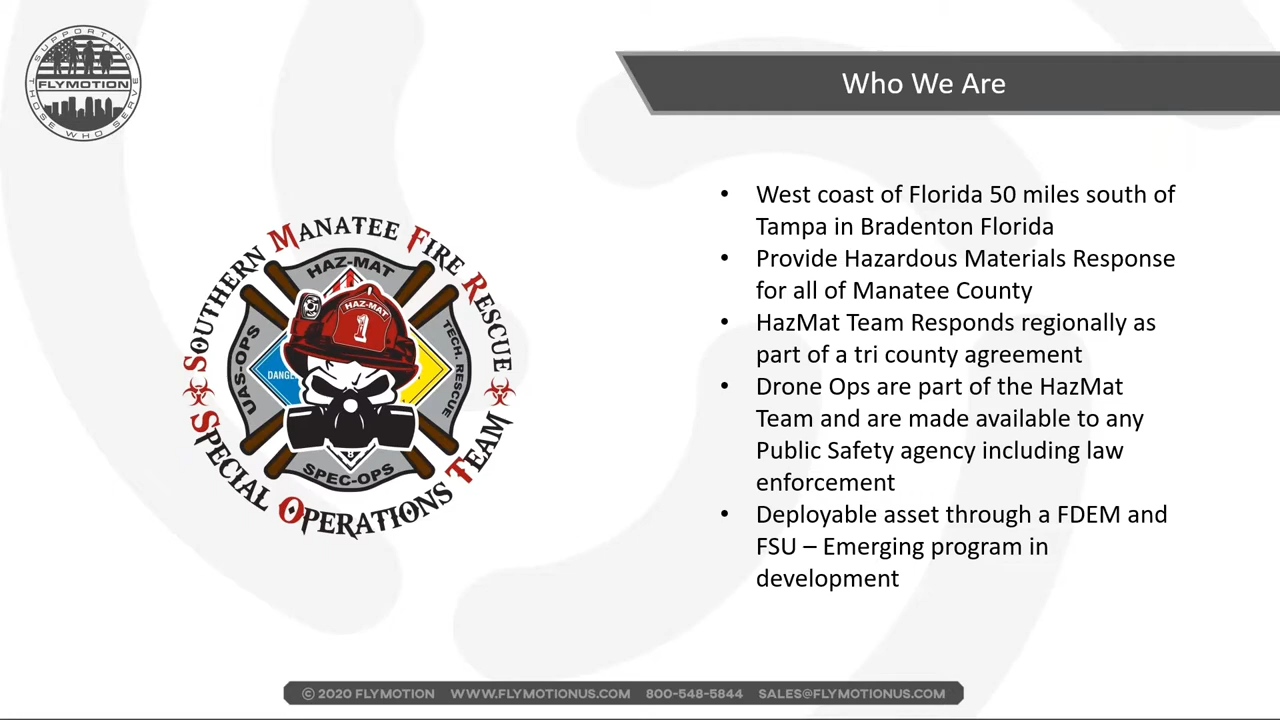 SUPPORTING
FLYMOTION
THOSE WHO SERVE
Who We Are
SOUTHERN MANATEE FIRE RESCUE
HAZ-MAT
HAZ-MAT
1
UAS-OPS
DANGE
TECH. RESCUE
SPEC-OPS
SPECIAL OPERATIONS TEAM
• West coast of Florida 50 miles south of
Tampa in Bradenton Florida
• Provide Hazardous Materials Response
for all of Manatee County
• HazMat Team Responds regionally as
part of a tri county agreement
• Drone Ops are part of the HazMat
Team and are made available to any
Public Safety agency including law
enforcement
• Deployable asset through a FDEM and
FSU – Emerging program in
development
© 2020 FLYMOTION WWW.FLYMOTIONUS.COM 800-548-5844 SALES@FLYMOTIONUS.COM